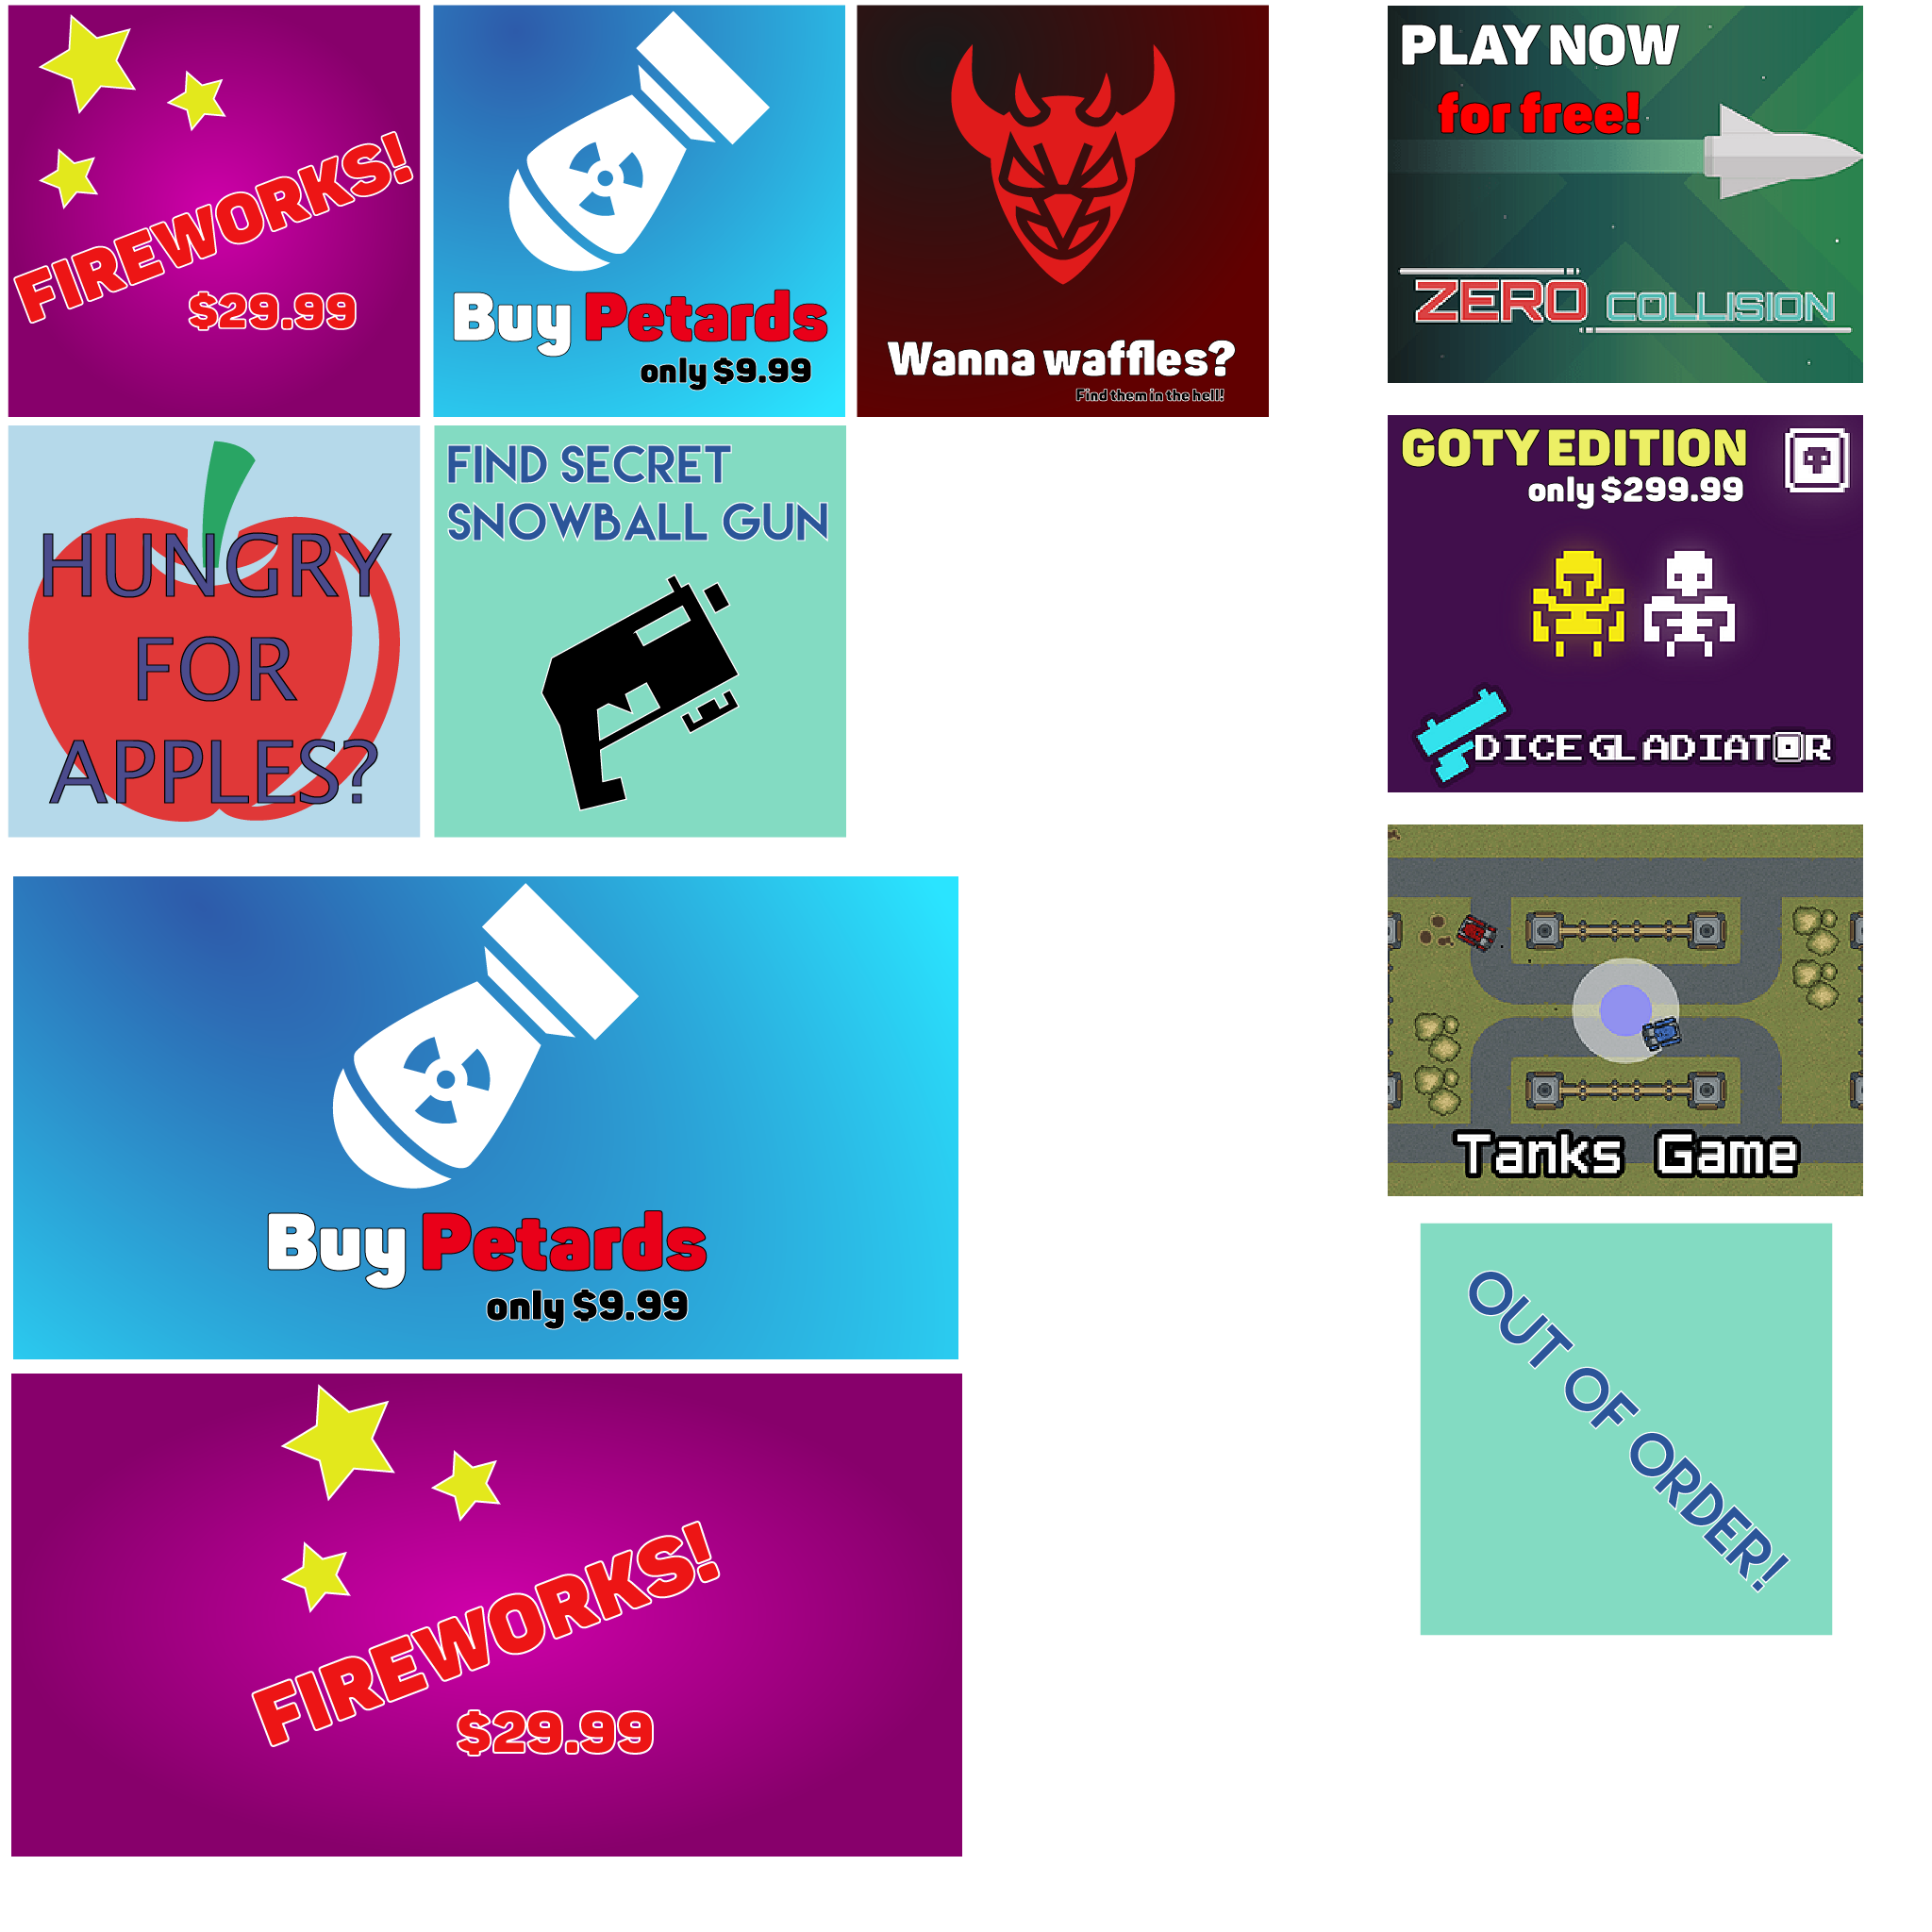 FIREWORKS!
$29.99
Buy Petards
only $9.99
Wanna waffles?
Find them in the hell!
PLAY NOW
for free!
ZERO COLLISION
HUNGRY
FOR
APPLES?
FIND SECRET
SNOWBALL GUN
GOTY EDITION
only $299.99
DICE GLADIATOR
Buy Petards
only $9.99
Tanks Game
FIREWORKS!
$29.99
OUT OF ORDER!